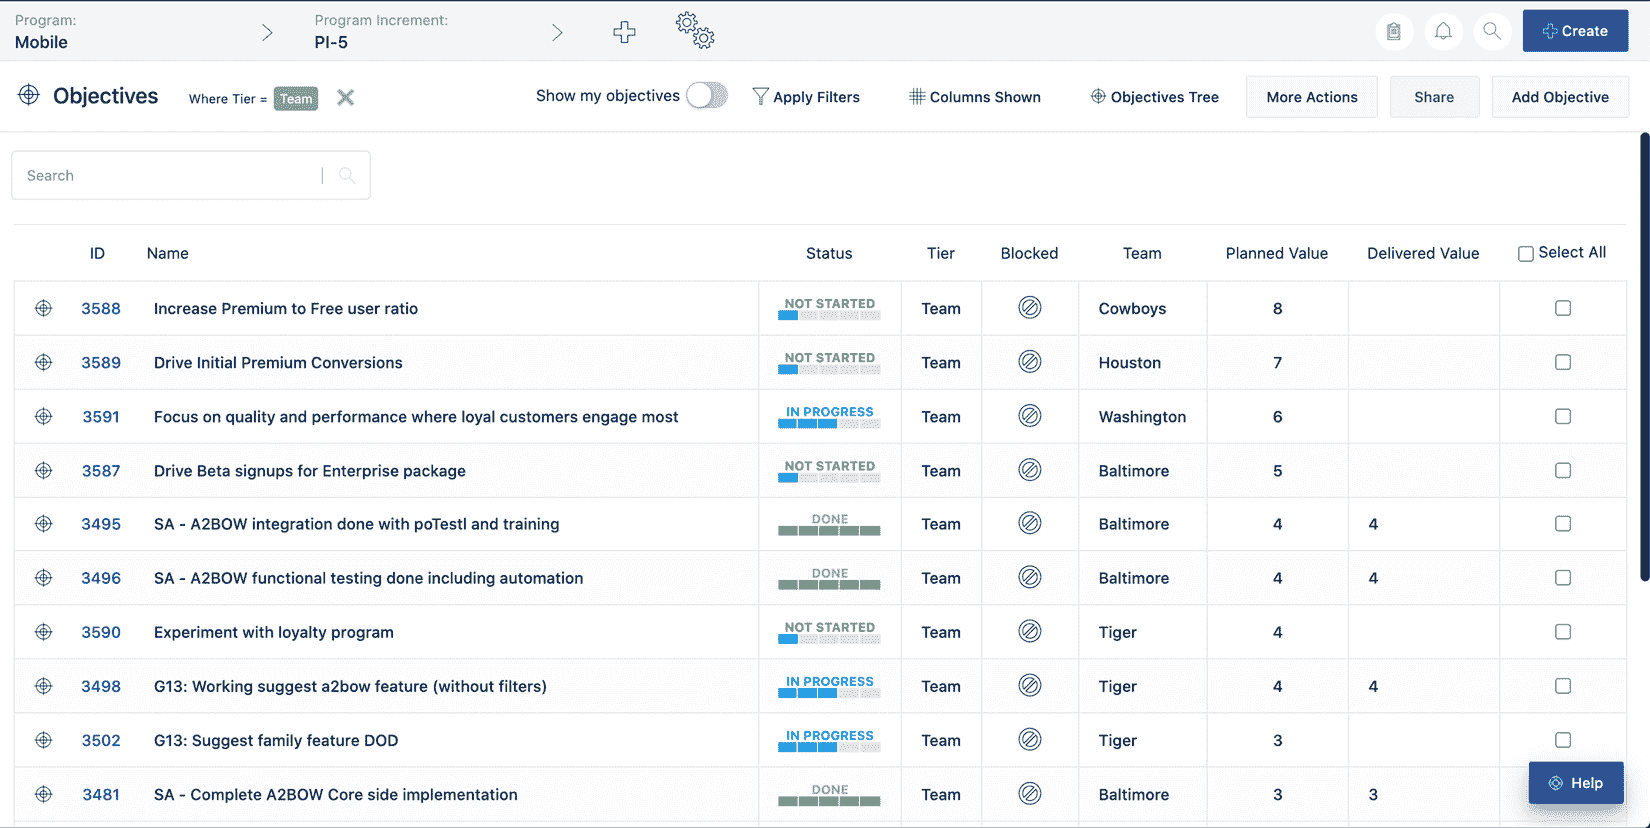 Program:
Mobile
Program Increment:
PI-5
Create
Objectives
Where Tier = Team
Show my objectives
Apply Filters
Columns Shown
Objectives Tree
More Actions
Share
Add Objective
Search
ID Name Status Tier Blocked Team Planned Value Delivered Value Select All
3588 Increase Premium to Free user ratio NOT STARTED Team Cowboys 8
3589 Drive Initial Premium Conversions NOT STARTED Team Houston 7
3591 Focus on quality and performance where loyal customers engage most IN PROGRESS Team Washington 6
3587 Drive Beta signups for Enterprise package NOT STARTED Team Baltimore 5
3495 SA - A2BOW integration done with poTestI and training DONE Team Baltimore 4 4
3496 SA - A2BOW functional testing done including automation DONE Team Baltimore 4 4
3590 Experiment with loyalty program NOT STARTED Team Tiger 4
3498 G13: Working suggest a2bow feature (without filters) IN PROGRESS Team Tiger 4 4
3502 G13: Suggest family feature DOD IN PROGRESS Team Tiger 3
3481 SA - Complete A2BOW Core side implementation DONE Team Baltimore 3 3
Help